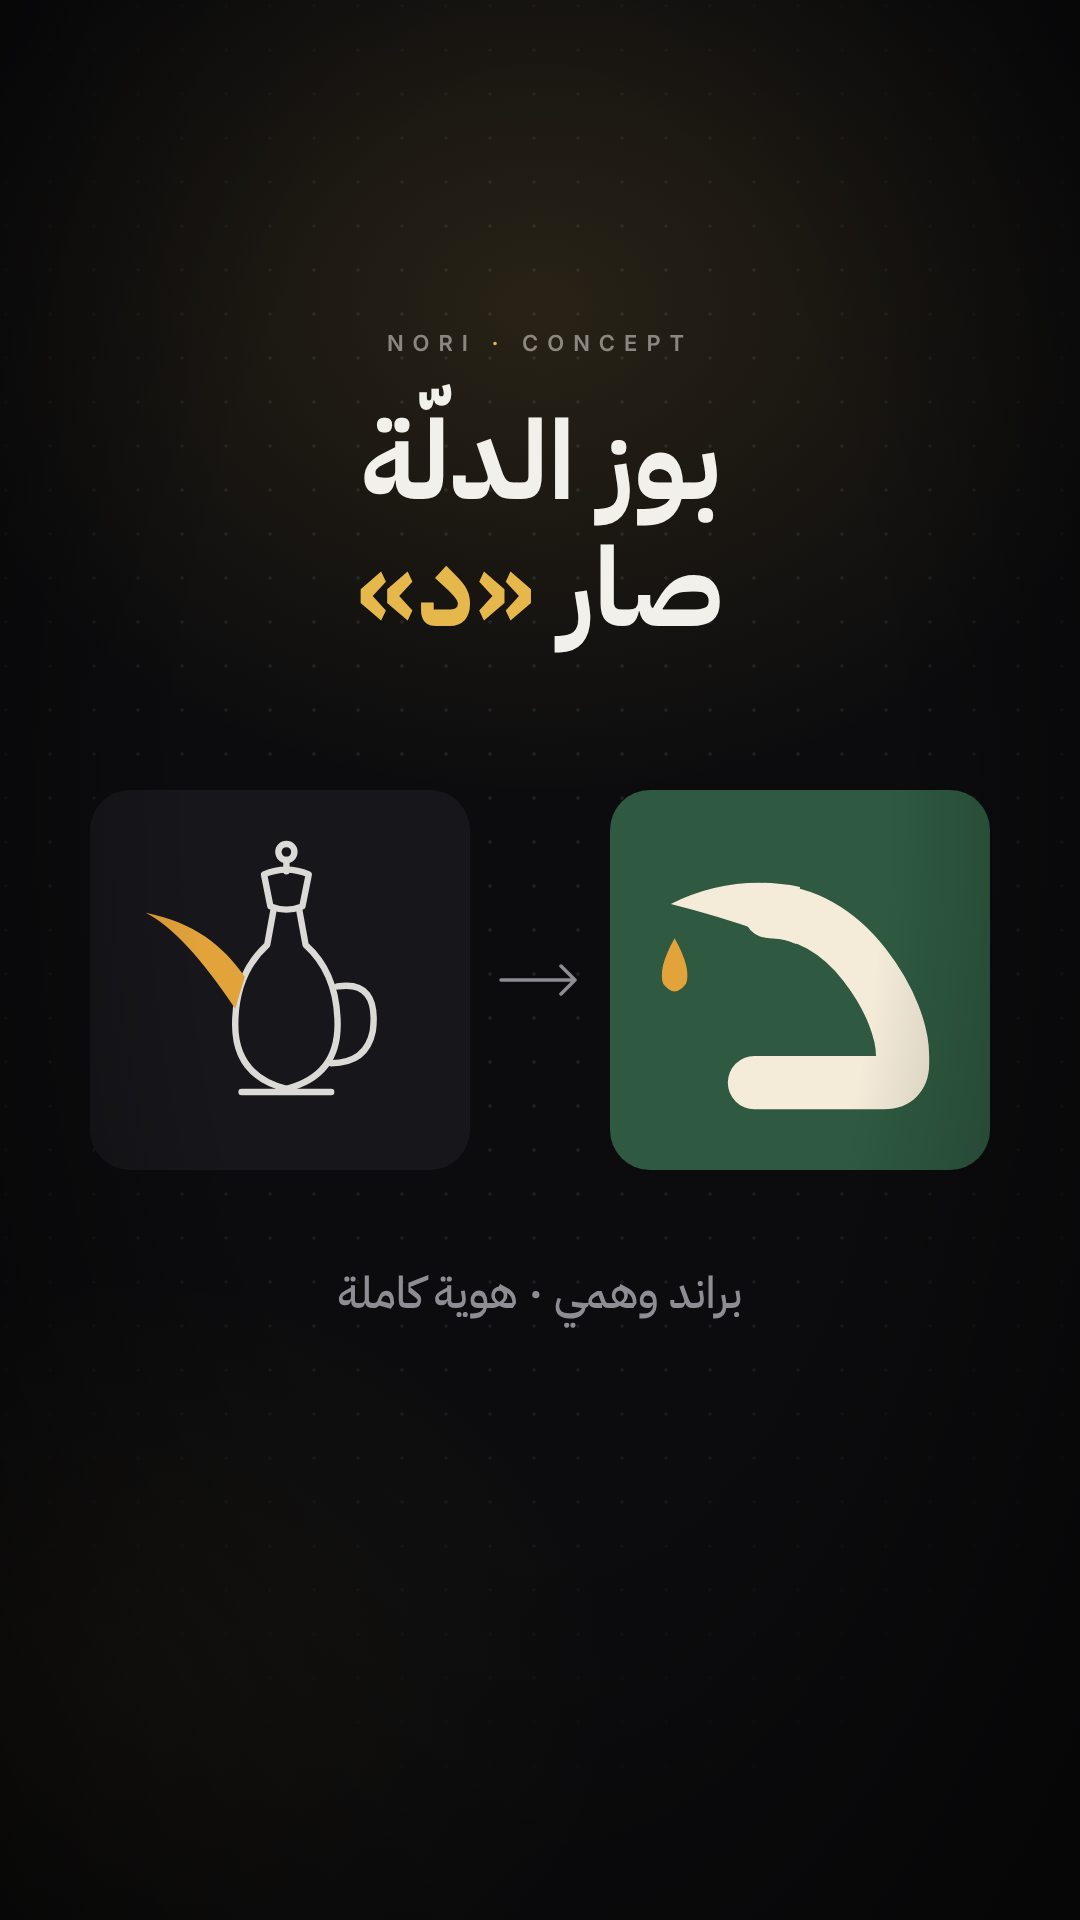 NORI · CONCEPT
بوز الدلّة
صار «د»
براند وهمي · هوية كاملة